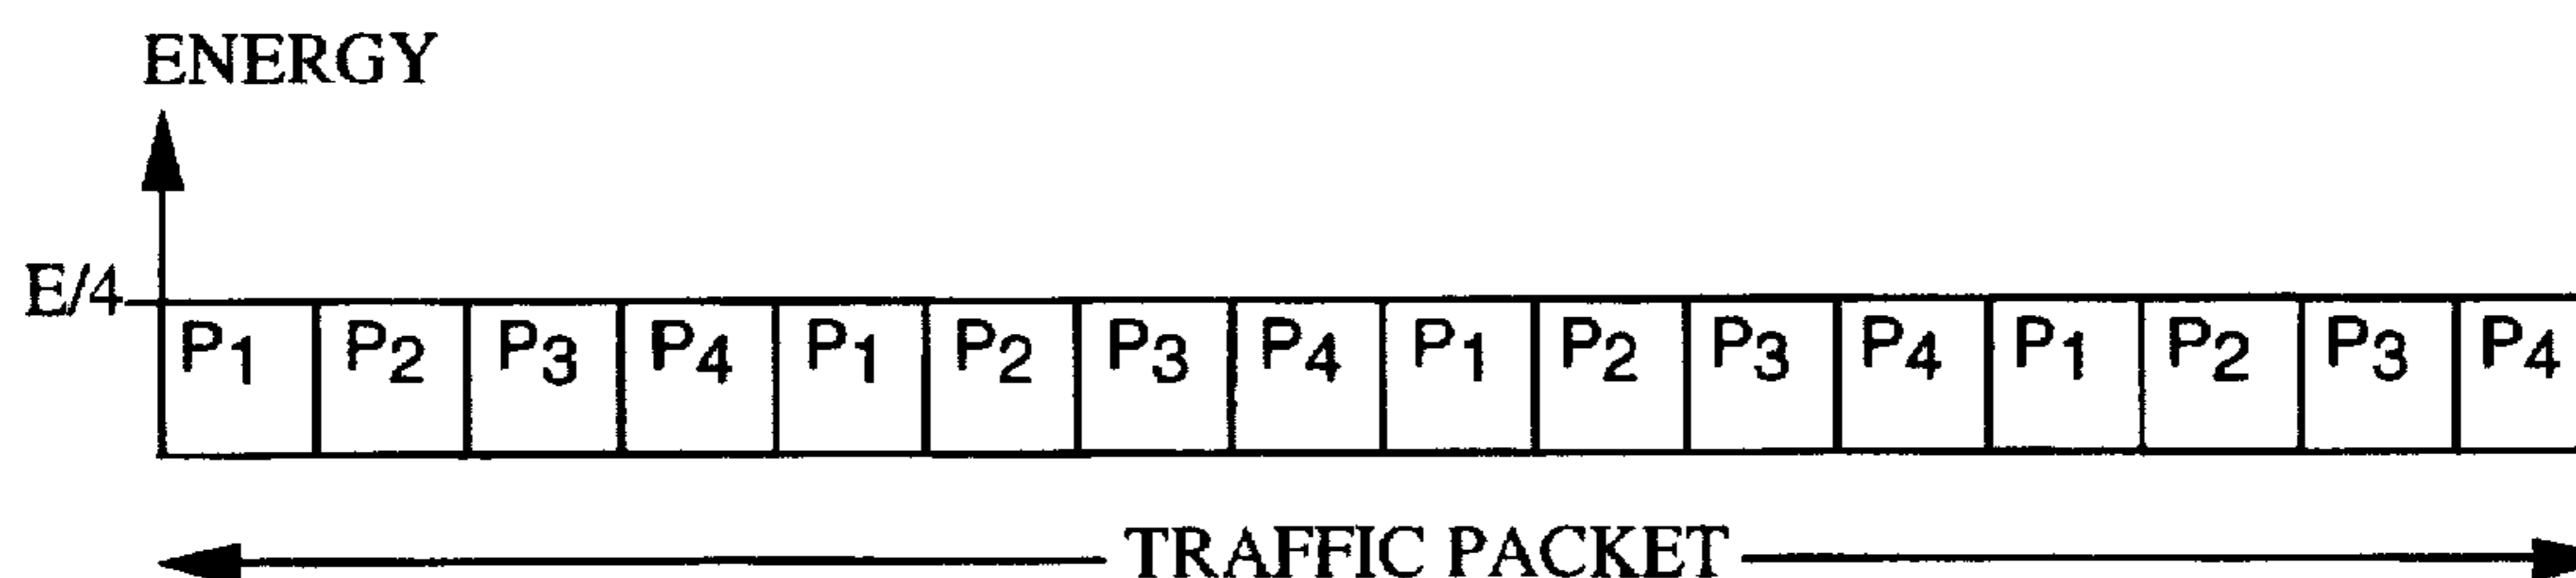 ENERGY
E/4
P1 P2 P3 P4 P1 P2 P3 P4 P1 P2 P3 P4 P1 P2 P3 P4
TRAFFIC PACKET